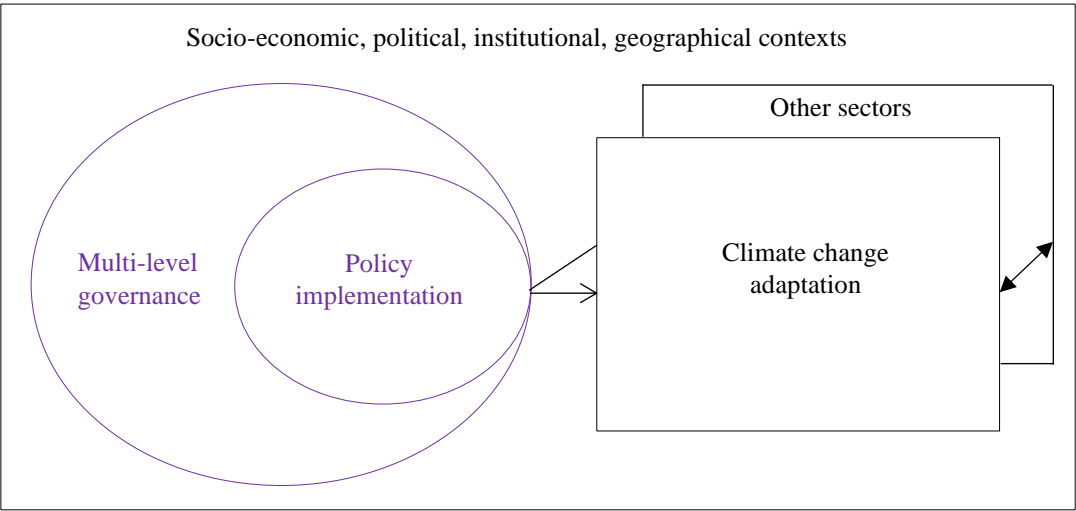 Socio-economic, political, institutional, geographical contexts
Other sectors
Multi-level
governance
Policy
implementation
Climate change
adaptation